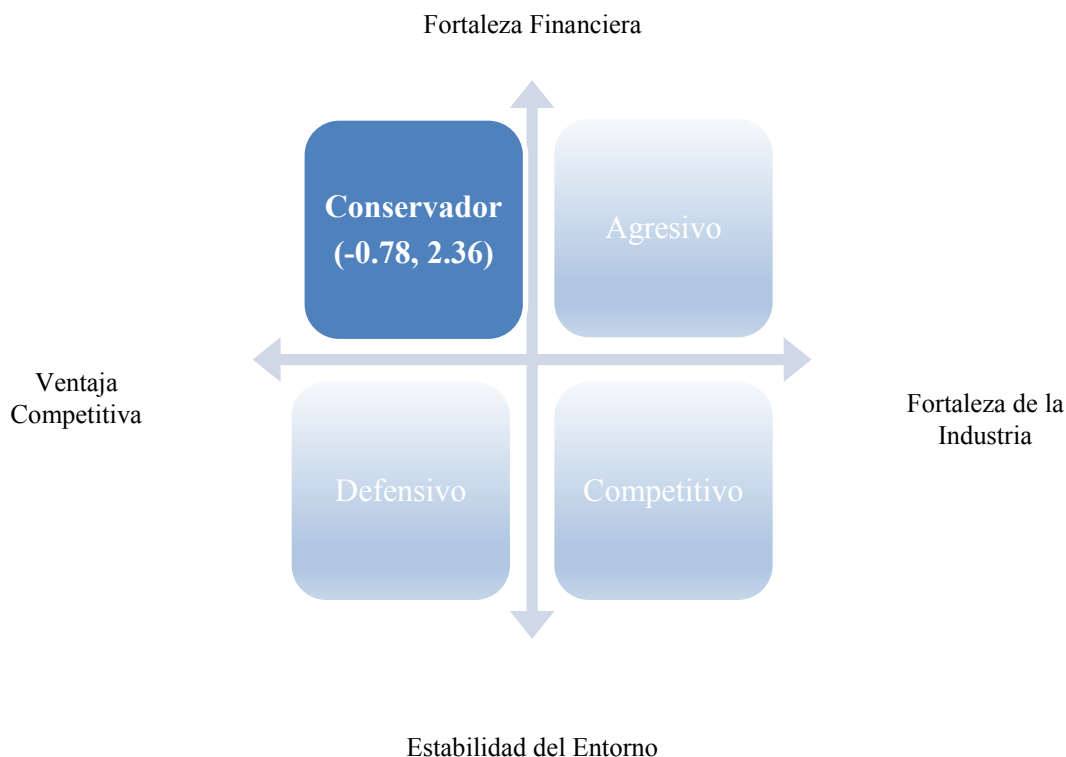 Fortaleza Financiera
Conservador
(-0.78, 2.36)
Agresivo
Ventaja
Competitiva
Fortaleza de la
Industria
Defensivo
Competitivo
Estabilidad del Entorno